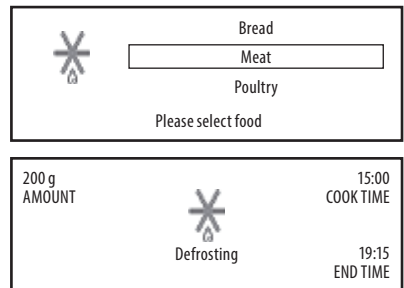 Bread
Meat
Poultry
Please select food
200 g
AMOUNT
15:00
COOK TIME
Defrosting
19:15
END TIME